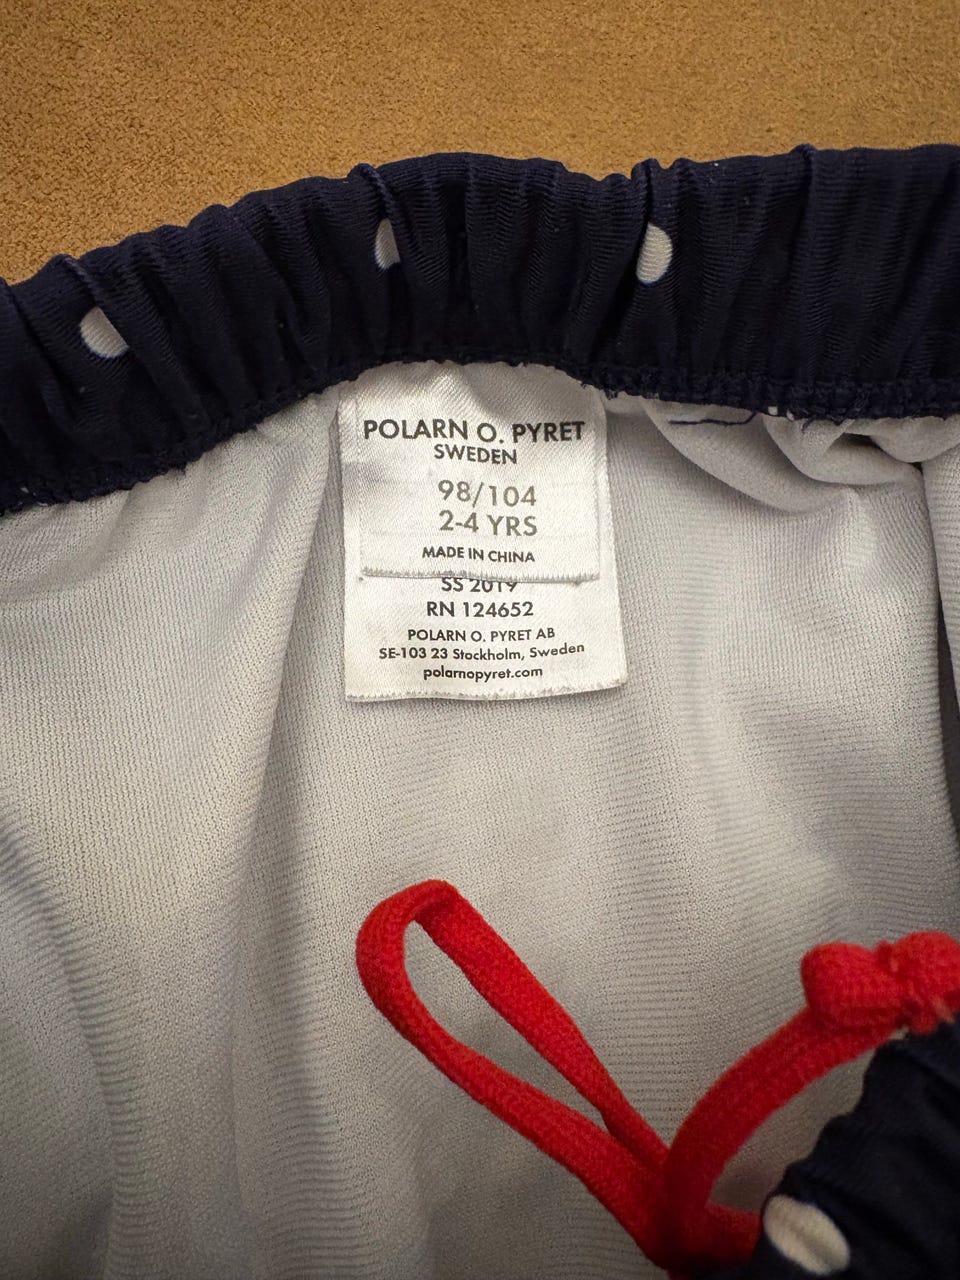 POLARN O. PYRET
SWEDEN
98/104
2-4 YRS
MADE IN CHINA
SS 2019
RN 124652
POLARN O. PYRET AB
SE-103 23 Stockholm, Sweden
polarnopyret.com